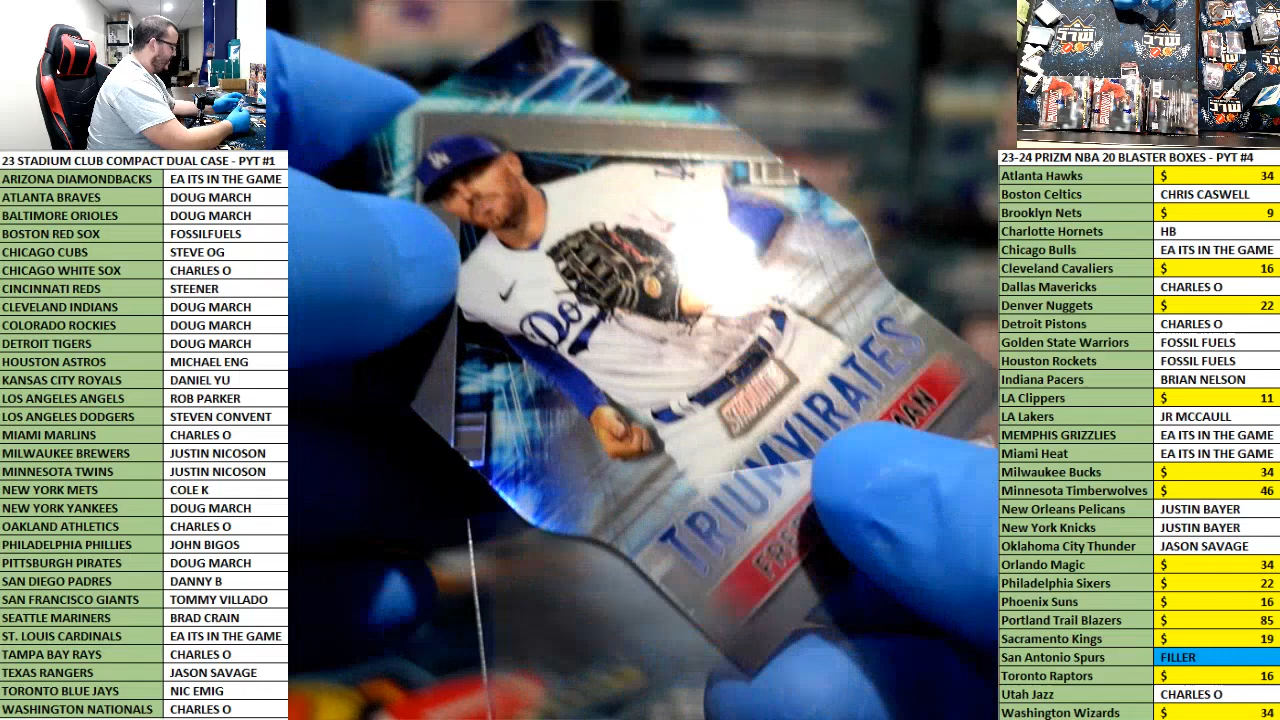 23 STADIUM CLUB COMPACT DUAL CASE - PYT #1
ARIZONA DIAMONDBACKS EA ITS IN THE GAME
ATLANTA BRAVES DOUG MARCH
BALTIMORE ORIOLES DOUG MARCH
BOSTON RED SOX FOSSILFUELS
CHICAGO CUBS STEVE OG
CHICAGO WHITE SOX CHARLES O
CINCINNATI REDS STEENER
CLEVELAND INDIANS DOUG MARCH
COLORADO ROCKIES DOUG MARCH
DETROIT TIGERS DOUG MARCH
HOUSTON ASTROS MICHAEL ENG
KANSAS CITY ROYALS DANIEL YU
LOS ANGELES ANGELS ROB PARKER
LOS ANGELES DODGERS STEVEN CONVENT
MIAMI MARLINS CHARLES O
MILWAUKEE BREWERS JUSTIN NICOSON
MINNESOTA TWINS JUSTIN NICOSON
NEW YORK METS COLE K
NEW YORK YANKEES DOUG MARCH
OAKLAND ATHLETICS CHARLES O
PHILADELPHIA PHILLIES JOHN BIGOS
PITTSBURGH PIRATES DOUG MARCH
SAN DIEGO PADRES DANNY B
SAN FRANCISCO GIANTS TOMMY VILLADO
SEATTLE MARINERS BRAD CRAIN
ST. LOUIS CARDINALS EA ITS IN THE GAME
TAMPA BAY RAYS CHARLES O
TEXAS RANGERS JASON SAVAGE
TORONTO BLUE JAYS NIC EMIG
WASHINGTON NATIONALS CHARLES O
LA
Do
STADIUM
TRIUMVIRATES
23-24 PRIZM NBA 20 BLASTER BOXES - PYT #4
Atlanta Hawks $ 34
Boston Celtics CHRIS CASWELL
Brooklyn Nets $ 9
Charlotte Hornets HB
Chicago Bulls EA ITS IN THE GAME
Cleveland Cavaliers $ 16
Dallas Mavericks CHARLES O
Denver Nuggets $ 22
Detroit Pistons CHARLES O
Golden State Warriors FOSSIL FUELS
Houston Rockets FOSSIL FUELS
Indiana Pacers BRIAN NELSON
LA Clippers $ 11
LA Lakers JR MCCAULL
MEMPHIS GRIZZLIES EA ITS IN THE GAME
Miami Heat EA ITS IN THE GAME
Milwaukee Bucks $ 34
Minnesota Timberwolves $ 46
New Orleans Pelicans JUSTIN BAYER
New York Knicks JUSTIN BAYER
Oklahoma City Thunder JASON SAVAGE
Orlando Magic $ 34
Philadelphia Sixers $ 22
Phoenix Suns $ 16
Portland Trail Blazers $ 85
Sacramento Kings $ 19
San Antonio Spurs FILLER
Toronto Raptors $ 16
Utah Jazz CHARLES O
Washington Wizards $ 34